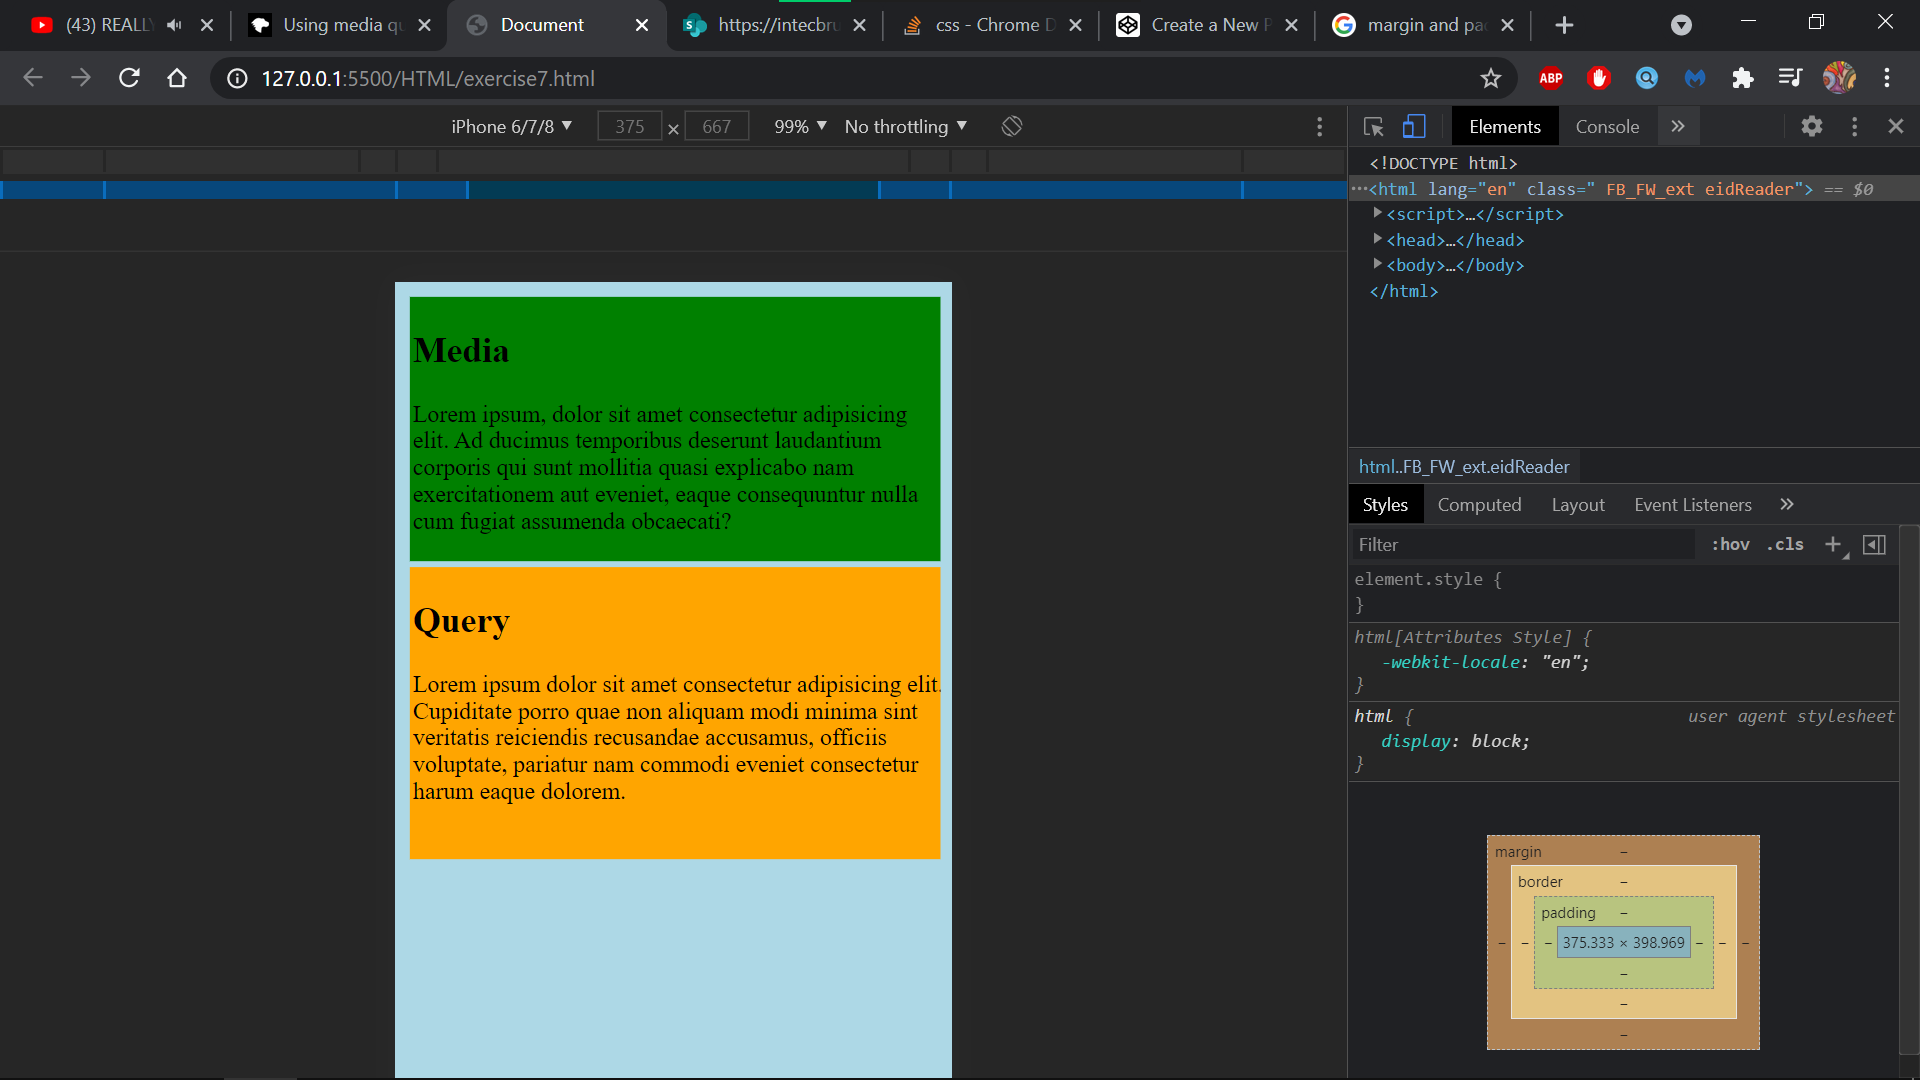 (43) REALLY
Using media qu
Document
https://intecbru
css - Chrome D
Create a New P
margin and pa
127.0.0.1:5500/HTML/exercise7.html
ABP
iPhone 6/7/8
375 × 667
99%
No throttling
Elements
Console
<!DOCTYPE html>
<html lang="en" class=" FB_FW_ext eidReader"> == $0
<script>…</script>
<head>…</head>
<body>…</body>
</html>
Media
Lorem ipsum, dolor sit amet consectetur adipisicing
elit. Ad ducimus temporibus deserunt laudantium
corporis qui sunt mollitia quasi explicabo nam
exercitationem aut eveniet, eaque consequuntur nulla
cum fugiat assumenda obcaecati?
Query
Lorem ipsum dolor sit amet consectetur adipisicing elit.
Cupiditate porro quae non aliquam modi minima sint
veritatis reiciendis recusandae accusamus, officiis
voluptate, pariatur nam commodi eveniet consectetur
harum eaque dolorem.
html..FB_FW_ext.eidReader
Styles
Computed
Layout
Event Listeners
Filter
:hov .cls
element.style {
}
html[Attributes Style] {
-webkit-locale: "en";
}
html { user agent stylesheet
display: block;
}
margin –
border –
padding –
– – – 375.333 × 398.969 – – –
–
–
–